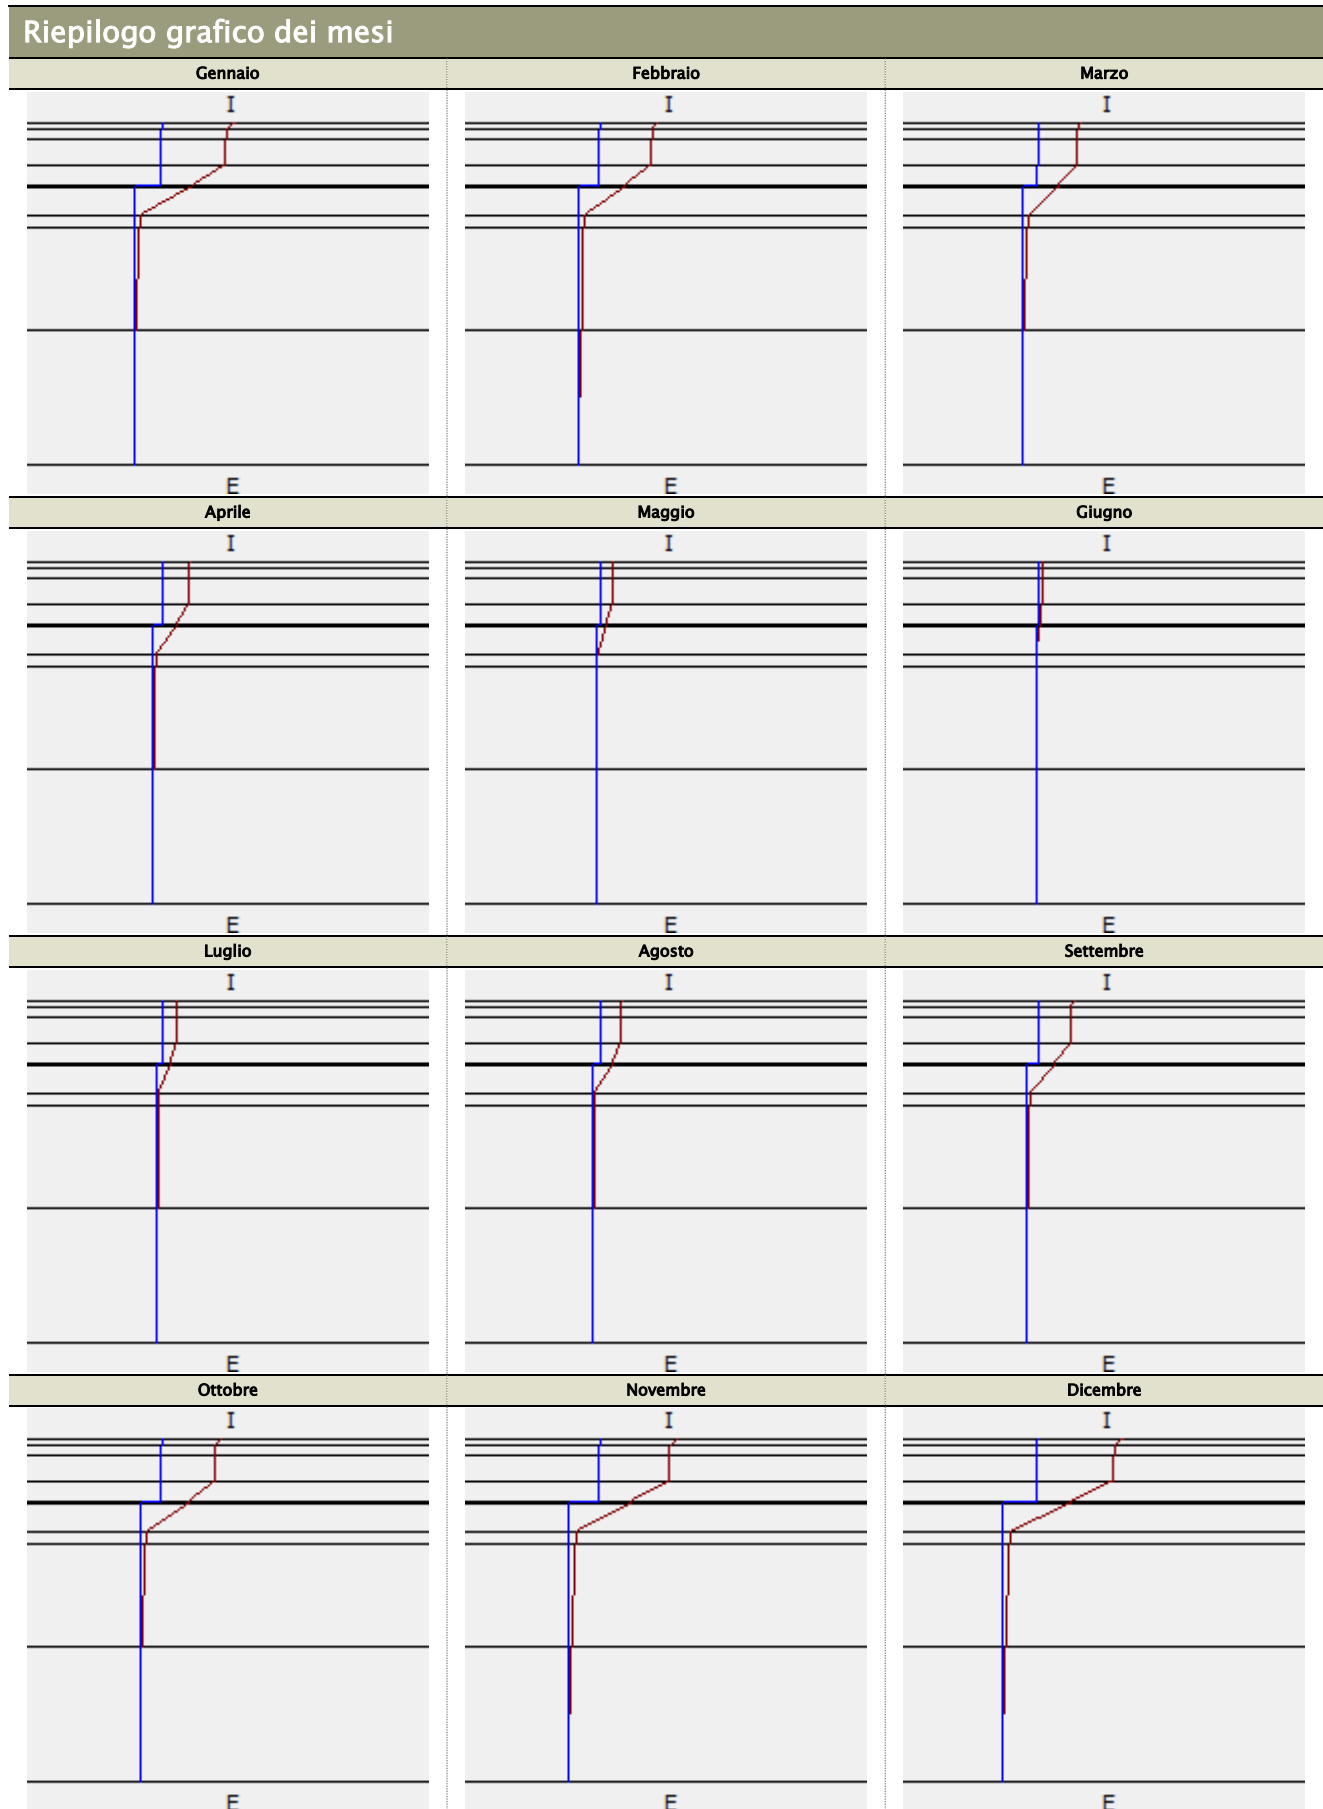 Riepilogo grafico dei mesi
Gennaio Febbraio Marzo
I I I
E E E
Aprile Maggio Giugno
I I I
E E E
Luglio Agosto Settembre
I I I
E E E
Ottobre Novembre Dicembre
I I I
E E E